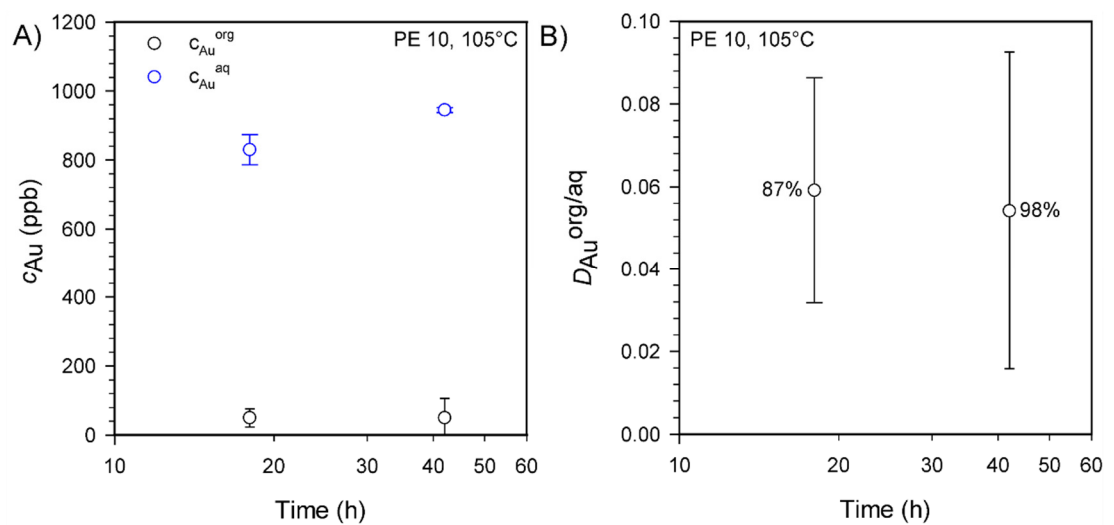 A)
1200
1000
800
600
400
200
0
c_Au (ppb)
c_Au^org
c_Au^aq
PE 10, 105°C
10 20 30 40 50 60
Time (h)
B)
0.10
0.08
0.06
0.04
0.02
0.00
D_Au^org/aq
PE 10, 105°C
87%
98%
10 20 30 40 50 60
Time (h)